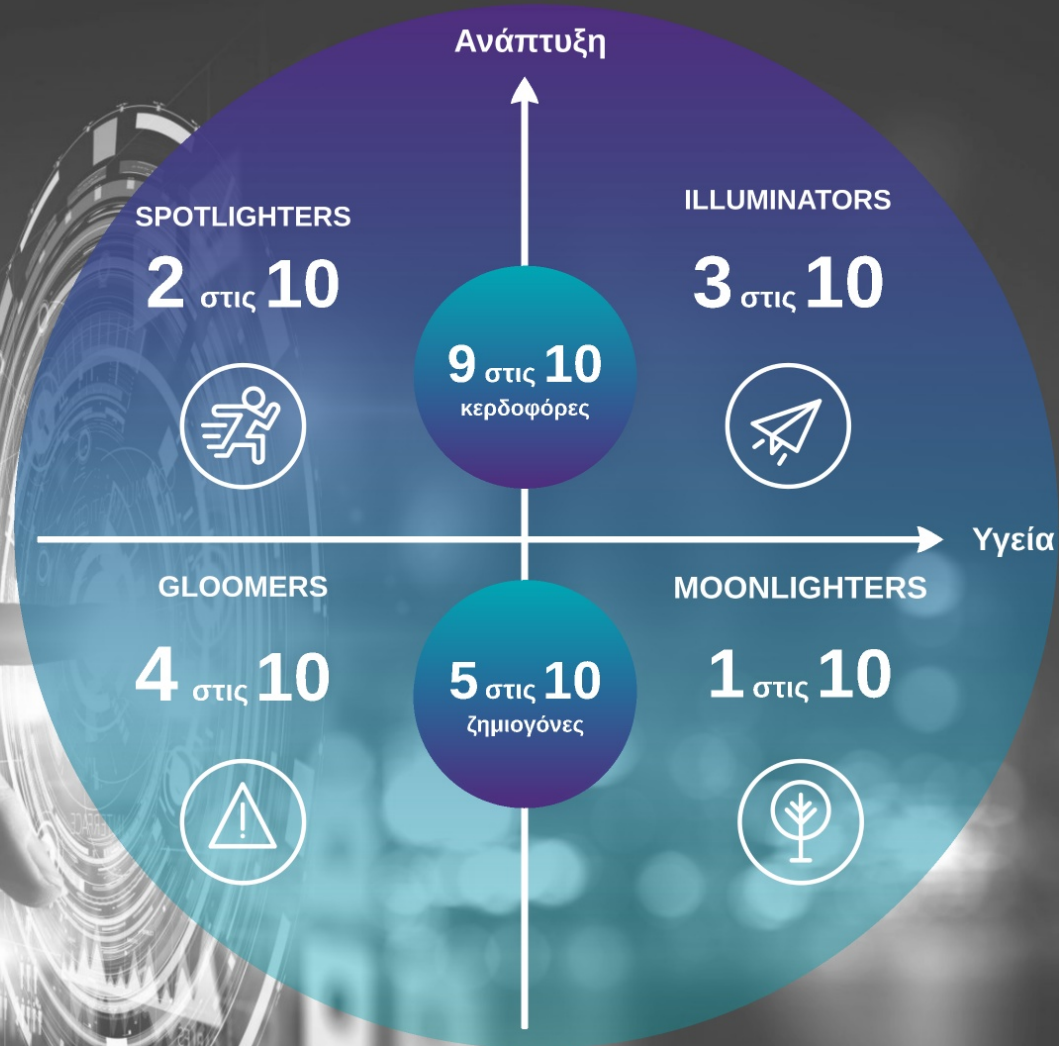 Ανάπτυξη
SPOTLIGHTERS
2 στις 10
ILLUMINATORS
3 στις 10
9 στις 10
κερδοφόρες
Υγεία
GLOOMERS
4 στις 10
MOONLIGHTERS
1 στις 10
5 στις 10
ζημιογόνες